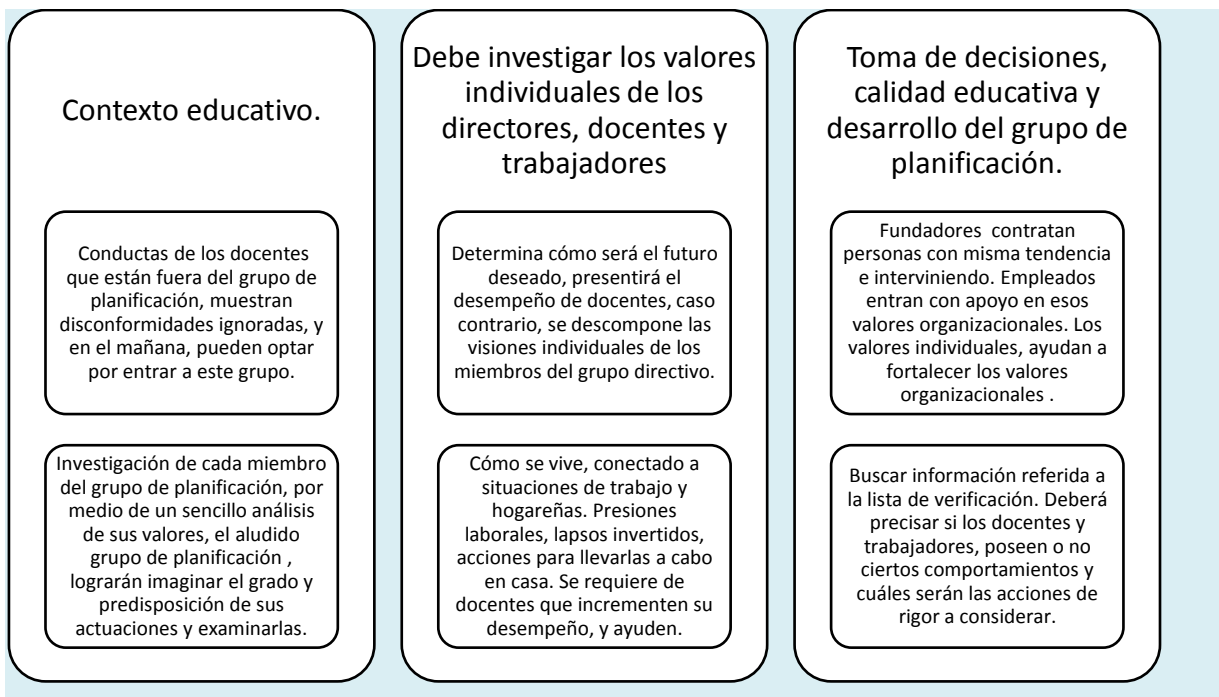 Contexto educativo.
Conductas de los docentes
que están fuera del grupo de
planificación, muestran
disconformidades ignoradas, y
en el mañana, pueden optar
por entrar a este grupo.
Investigación de cada miembro
del grupo de planificación, por
medio de un sencillo análisis
de sus valores, el aludido
grupo de planificación ,
lograrán imaginar el grado y
predisposición de sus
actuaciones y examinarlas.
Debe investigar los valores
individuales de los
directores, docentes y
trabajadores
Determina cómo será el futuro
deseado, presentirá el
desempeño de docentes, caso
contrario, se descompone las
visiones individuales de los
miembros del grupo directivo.
Cómo se vive, conectado a
situaciones de trabajo y
hogareñas. Presiones
laborales, lapsos invertidos,
acciones para llevarlas a cabo
en casa. Se requiere de
docentes que incrementen su
desempeño, y ayuden.
Toma de decisiones,
calidad educativa y
desarrollo del grupo de
planificación.
Fundadores  contratan
personas con misma tendencia
e interviniendo. Empleados
entran con apoyo en esos
valores organizacionales. Los
valores individuales, ayudan a
fortalecer los valores
organizacionales .
Buscar información referida a
la lista de verificación. Deberá
precisar si los docentes y
trabajadores, poseen o no
ciertos comportamientos y
cuáles serán las acciones de
rigor a considerar.